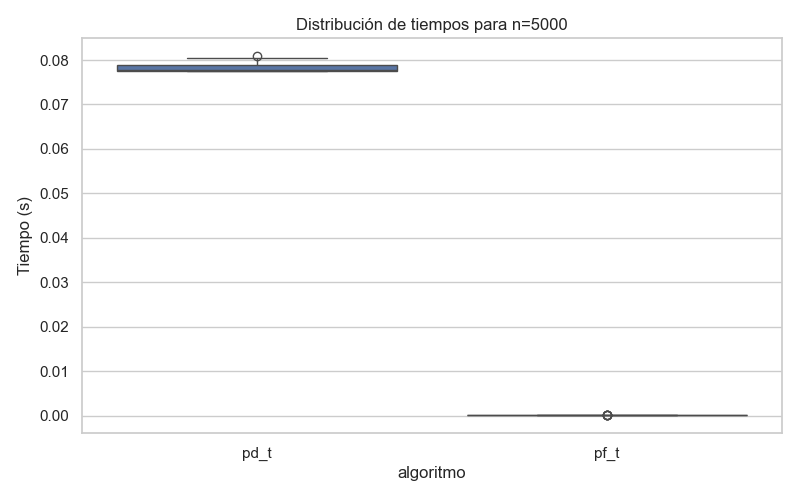 Distribución de tiempos para n=5000
Tiempo (s)
0.08
0.07
0.06
0.05
0.04
0.03
0.02
0.01
0.00
pd_t
pf_t
algoritmo